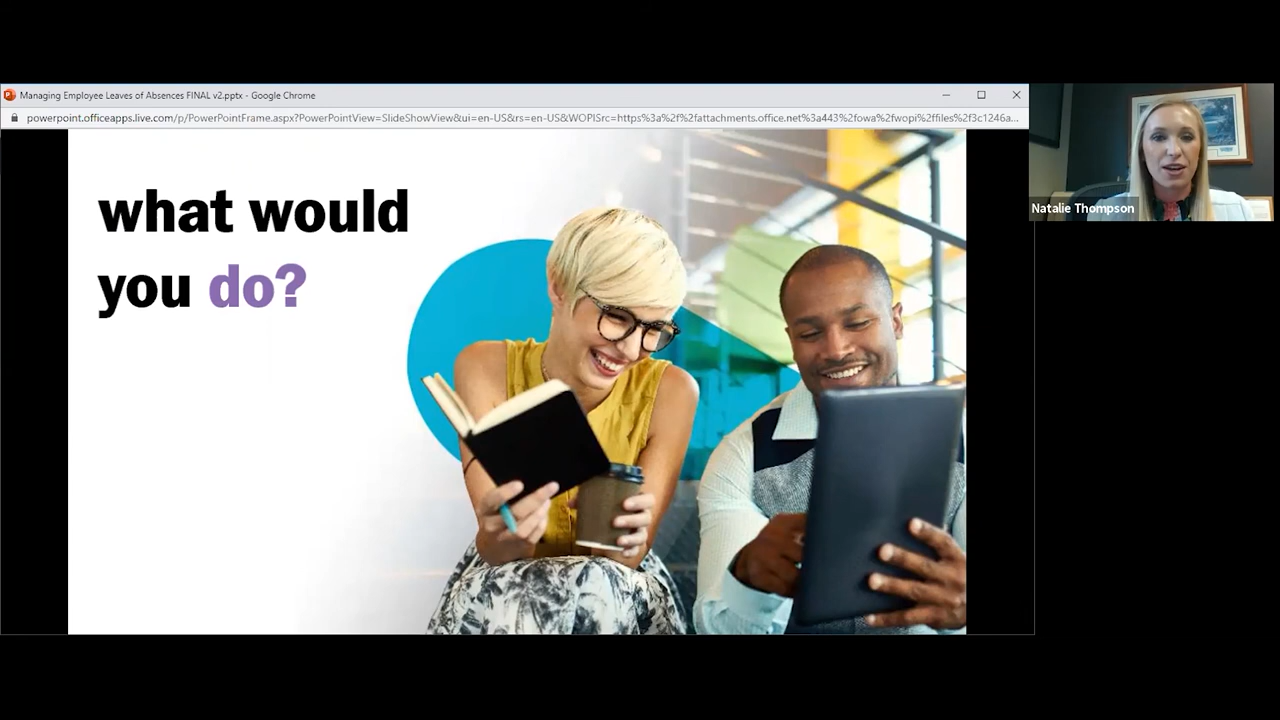 Managing Employee Leaves of Absences FINAL v2.pptx - Google Chrome
powerpoint.officeapps.live.com/p/PowerPointFrame.aspx?PowerPointView=SlideShowView&ui=en-US&rs=en-US&WOPISrc=https%3a%2f%2fattachments.office.net%3a443%2fowa%2fwopi%2ffiles%2f3c1246a...
what would
you do?
Natalie Thompson